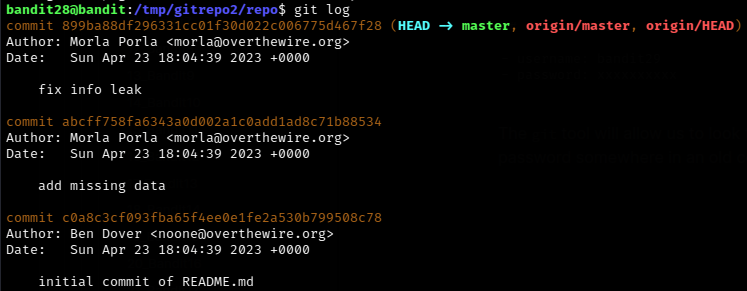 bandit28@bandit:/tmp/gitrepo2/repo$ git log
commit 899ba88df296331cc01f30d022c006775d467f28 (HEAD -> master, origin/master, origin/HEAD)
Author: Morla Porla <morla@overthewire.org>
Date:   Sun Apr 23 18:04:39 2023 +0000
    fix info leak
commit abcff758fa6343a0d002a1c0add1ad8c71b88534
Author: Morla Porla <morla@overthewire.org>
Date:   Sun Apr 23 18:04:39 2023 +0000
    add missing data
commit c0a8c3cf093fba65f4ee0e1fe2a530b799508c78
Author: Ben Dover <noone@overthewire.org>
Date:   Sun Apr 23 18:04:39 2023 +0000
    initial commit of README.md